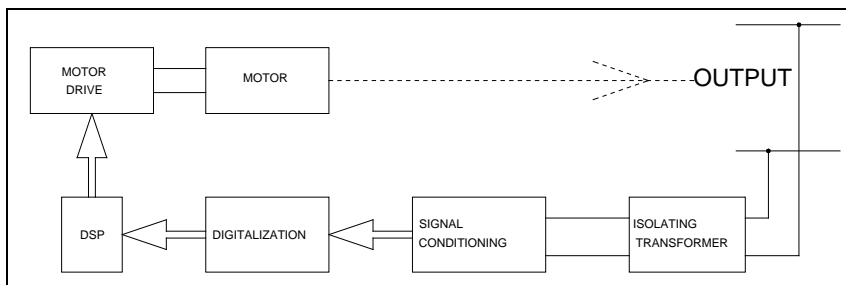 MOTOR
DRIVE
MOTOR
OUTPUT
DSP
DIGITALIZATION
SIGNAL
CONDITIONING
ISOLATING
TRANSFORMER